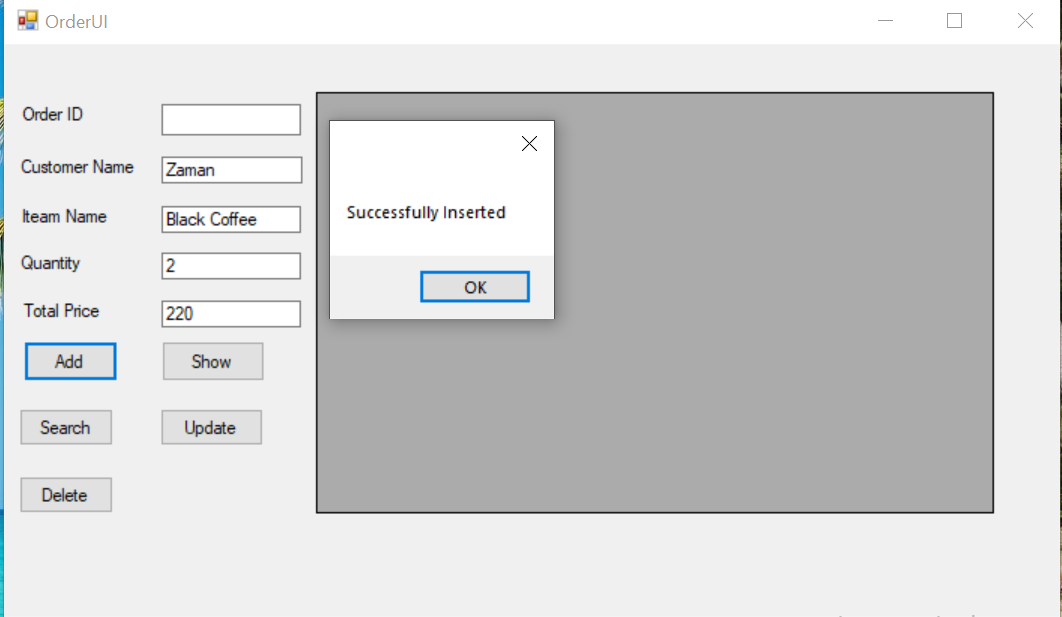 OrderUI
Order ID
Customer Name Zaman
Iteam Name Black Coffee
Quantity 2
Total Price 220
Add Show
Search Update
Delete
Successfully Inserted
OK